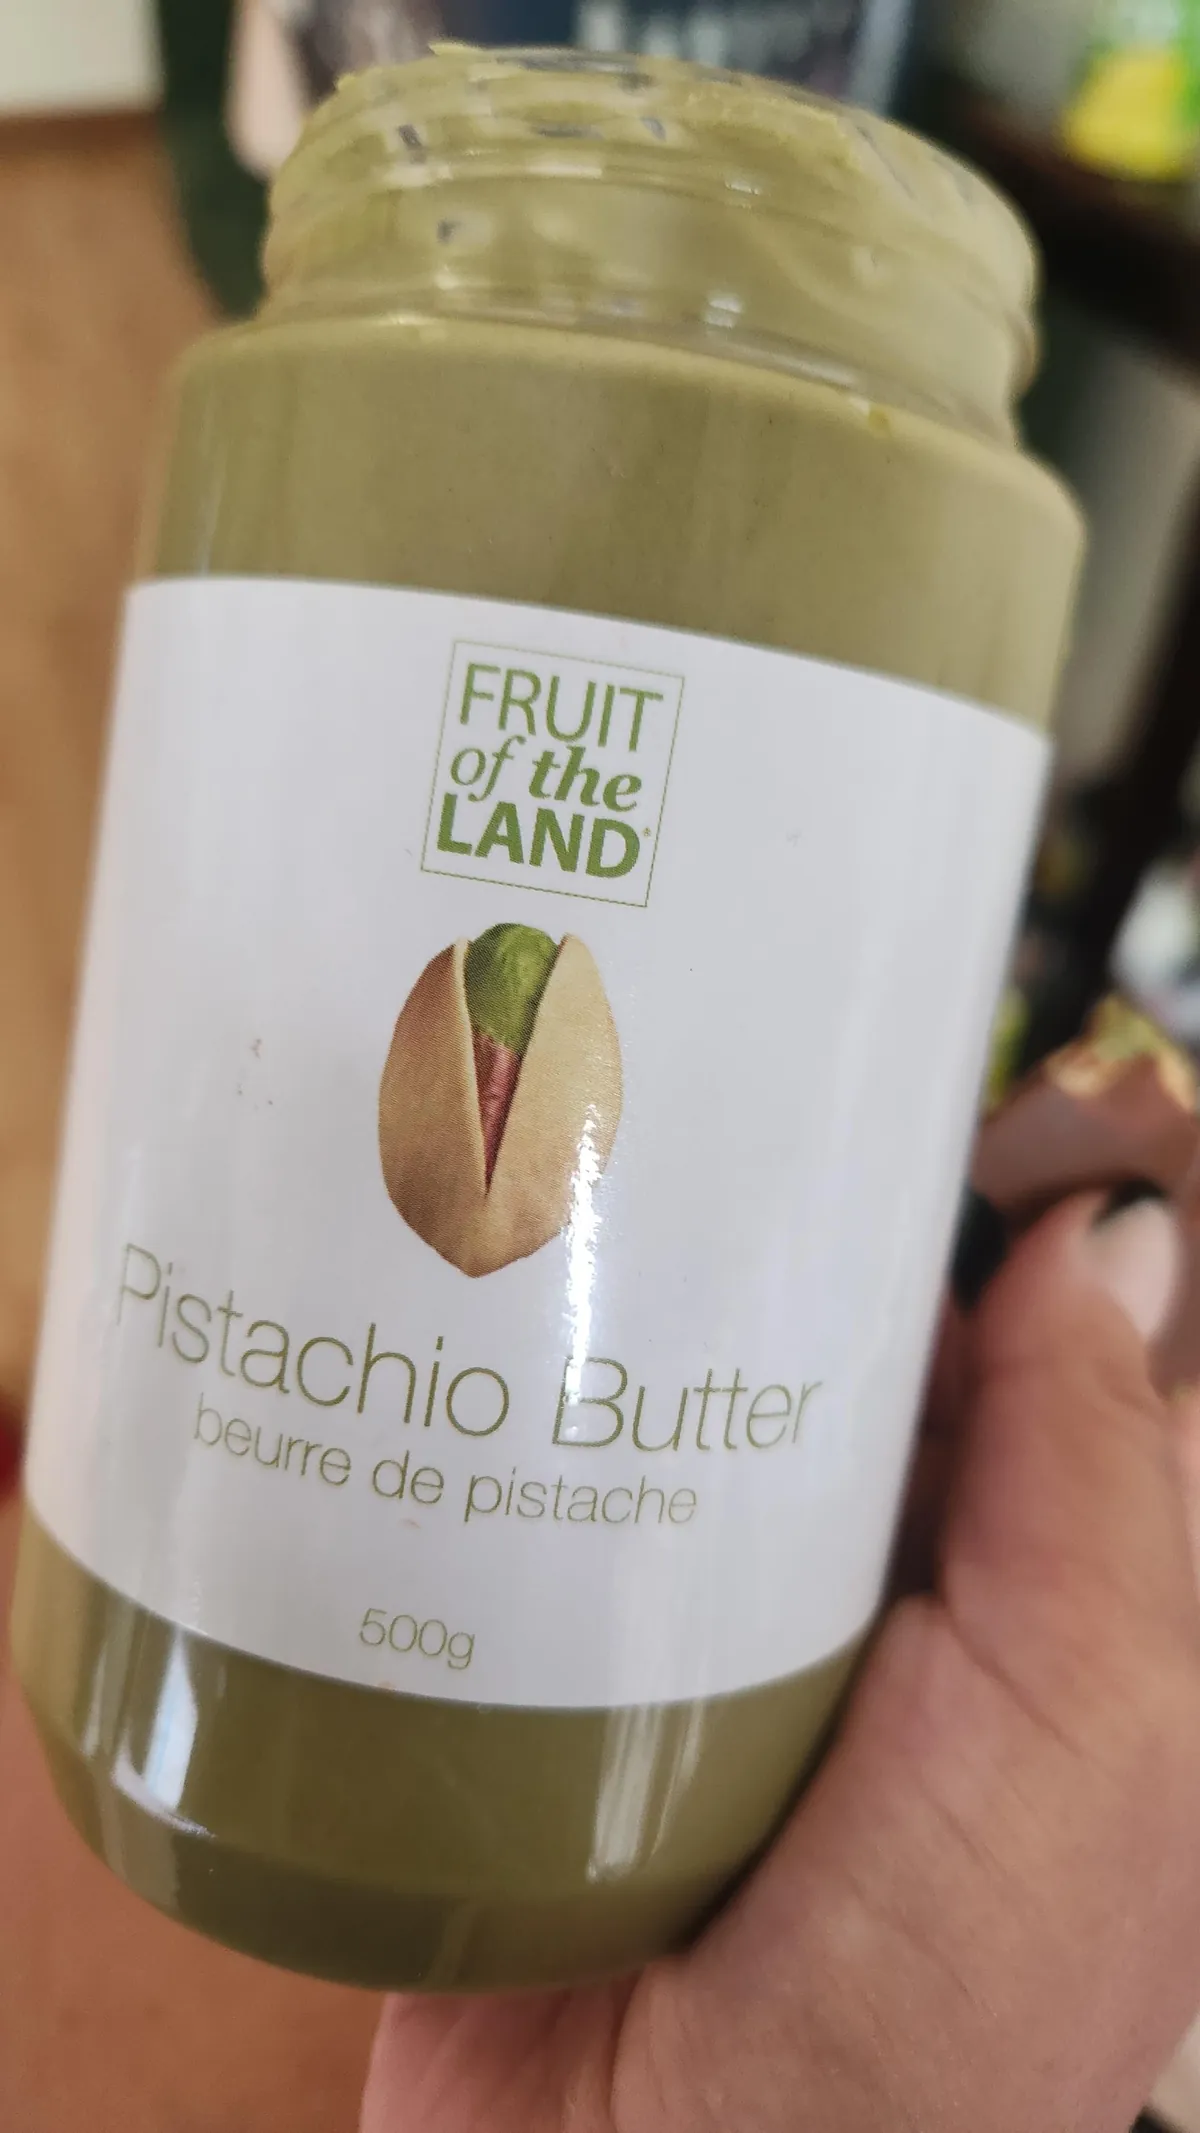 FRUIT
of the
LAND
Pistachio Butter
beurre de pistache
500g